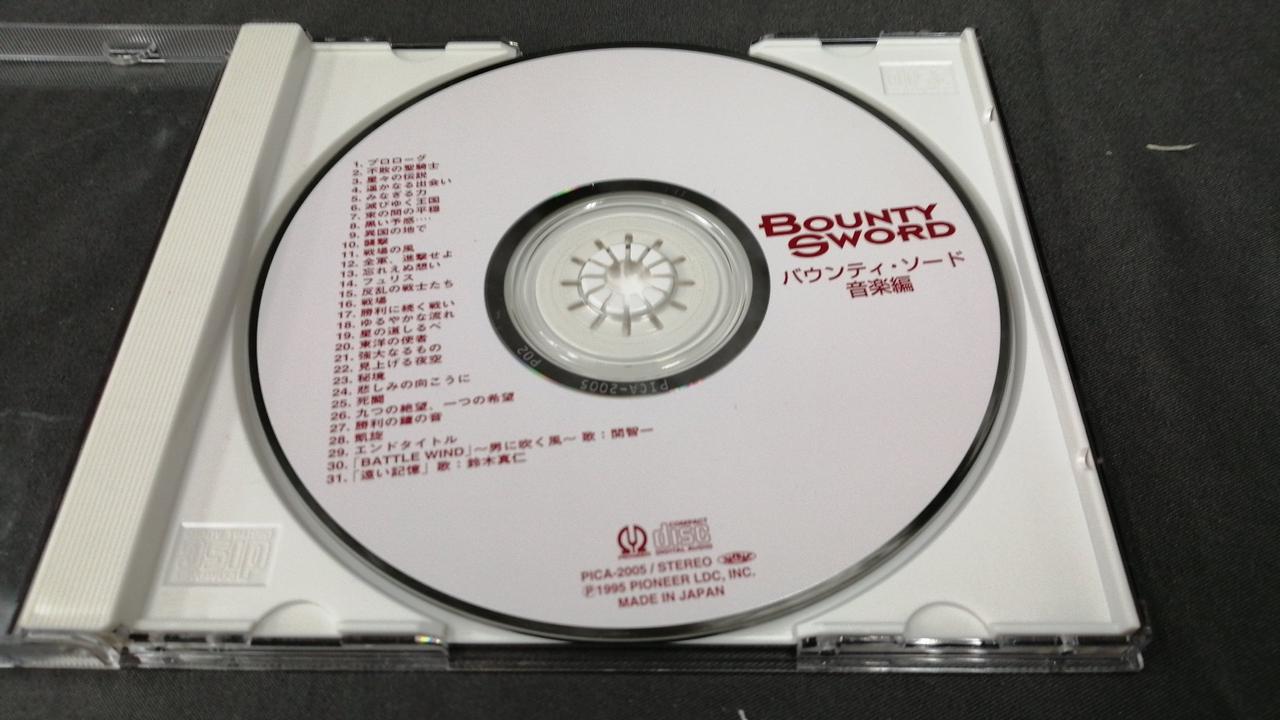 1. プロローグ
2. 不敗の聖騎士
3. 星々の伝説
4. 遥かなる出会い
5. みなぎる力
6. 滅びゆく王国
7. 束の間の平穏
8. 黒い予感‥‥
9. 異国の地で
10. 襲撃
11. 戦場の風
12. 全軍、進撃せよ
13. 忘れえぬ想い
14. フェリス
15. 反乱の戦士たち
16. 戦場
17. 勝利に続く戦い
18. ゆるやかな流れ
19. 星の道しるべ
20. 東洋の使者
21. 強大なるもの
22. 見上げる夜空
23. 秘境
24. 悲しみの向こうに
25. 死闘
26. 九つの絶望、一つの希望
27. 勝利の鐘の音
28. 凱旋
29. エンドタイトル
30.「BATTLE WIND」〜男に吹く風〜 歌：関智一
31.「遠い記憶」歌：鈴木真仁
BOUNTY
SWORD
バウンティ・ソード
音楽編
PICA-2005
P02
COMPACT
disc
DIGITAL AUDIO
PICA-2005 / STEREO
Ⓟ1995 PIONEER LDC, INC.
MADE IN JAPAN